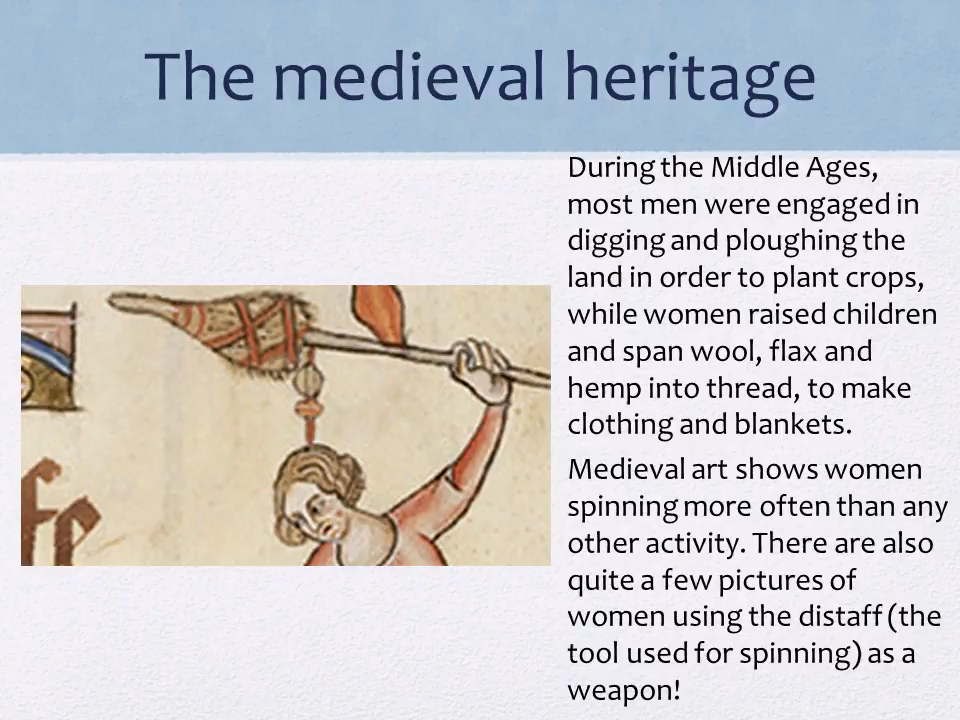 The medieval heritage
During the Middle Ages,
most men were engaged in
digging and ploughing the
land in order to plant crops,
while women raised children
and span wool, flax and
hemp into thread, to make
clothing and blankets.
Medieval art shows women
spinning more often than any
other activity. There are also
quite a few pictures of
women using the distaff (the
tool used for spinning) as a
weapon!